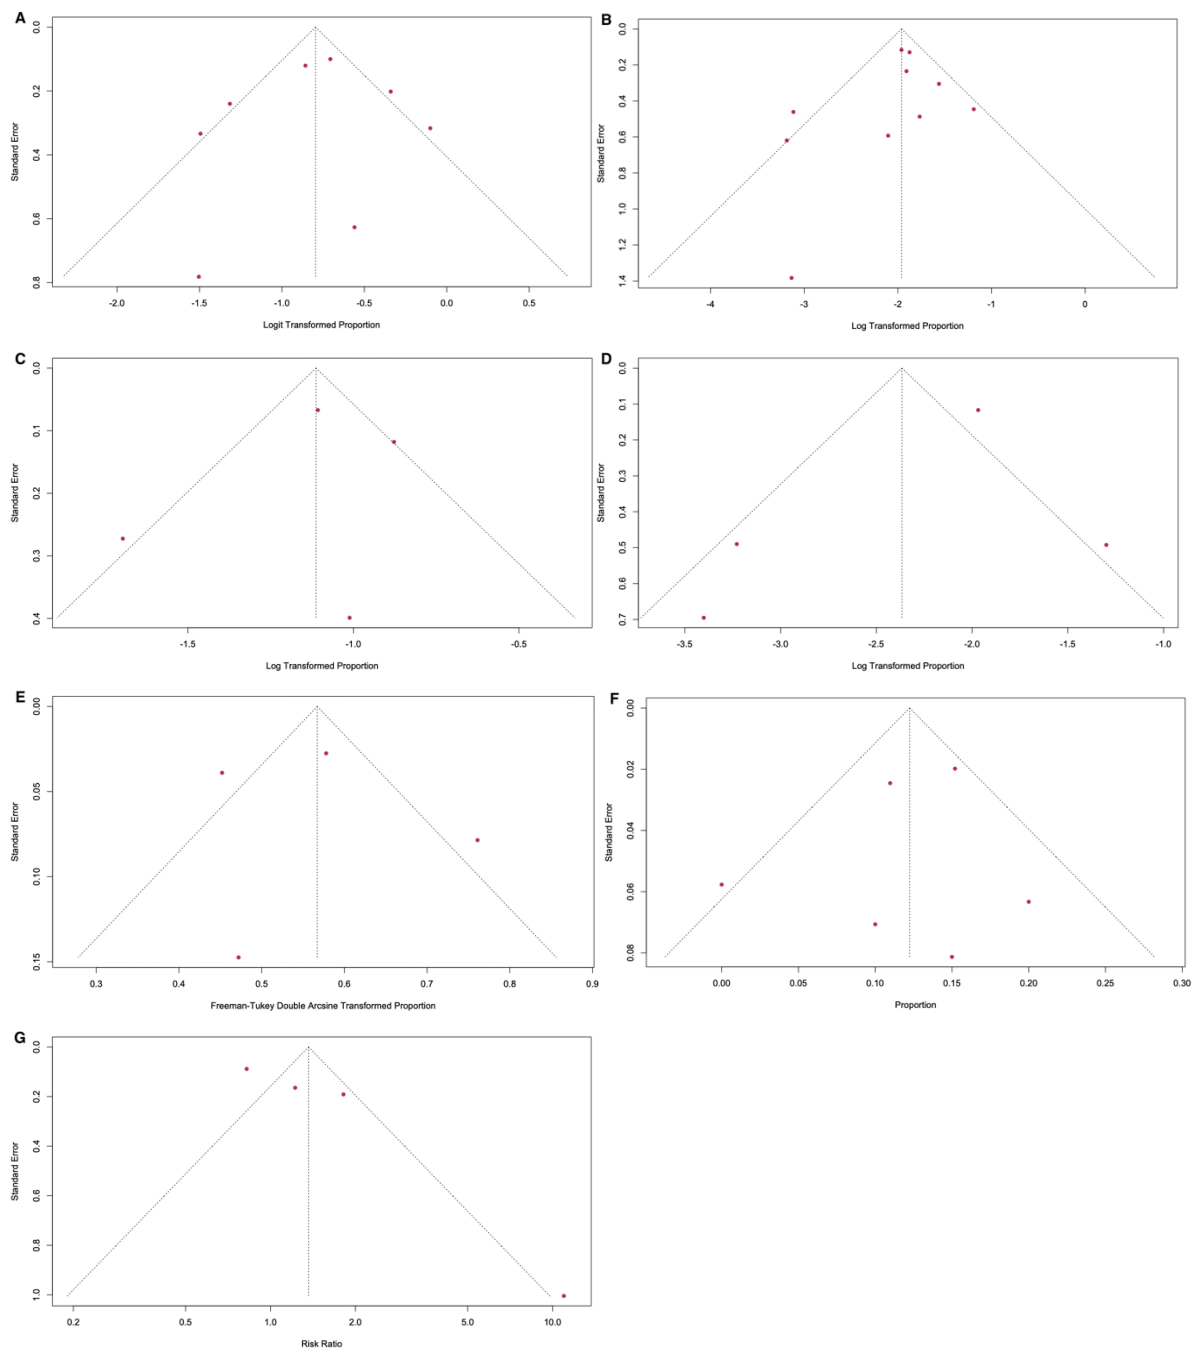 A
0.0
0.2
0.4
0.6
0.8
Standard Error
-2.0 -1.5 -1.0 -0.5 0.0 0.5
Logit Transformed Proportion
B
0.0
0.2
0.4
0.6
0.8
1.0
1.2
1.4
Standard Error
-4 -3 -2 -1 0
Log Transformed Proportion
C
0.0
0.1
0.2
0.3
0.4
Standard Error
-1.5 -1.0 -0.5
Log Transformed Proportion
D
0.0
0.1
0.2
0.3
0.4
0.5
0.6
0.7
Standard Error
-3.5 -3.0 -2.5 -2.0 -1.5 -1.0
Log Transformed Proportion
E
0.00
0.05
0.10
0.15
Standard Error
0.3 0.4 0.5 0.6 0.7 0.8 0.9
Freeman-Tukey Double Arcsine Transformed Proportion
F
0.00
0.02
0.04
0.06
0.08
Standard Error
0.00 0.05 0.10 0.15 0.20 0.25 0.30
Proportion
G
0.0
0.2
0.4
0.6
0.8
1.0
Standard Error
0.2 0.5 1.0 2.0 5.0 10.0
Risk Ratio